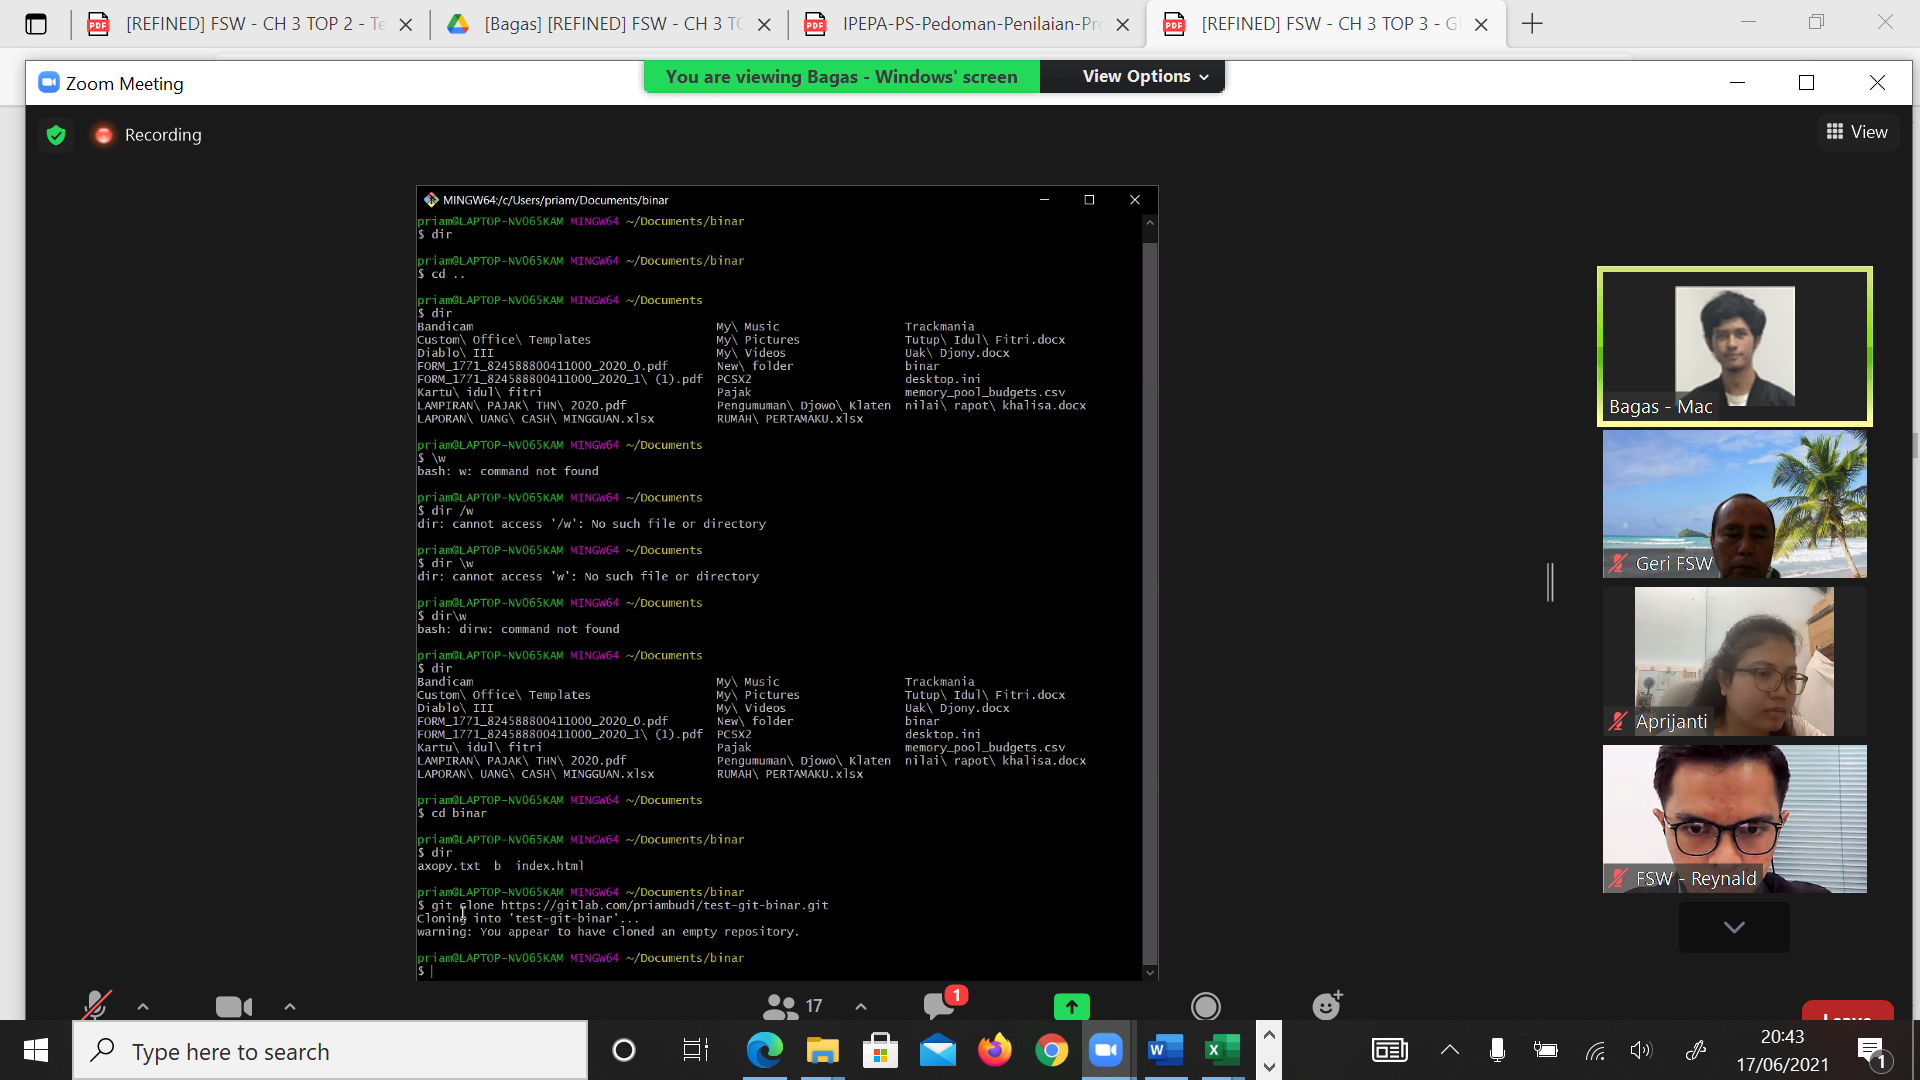 [REFINED] FSW - CH 3 TOP 2 - Te
[Bagas] [REFINED] FSW - CH 3 TO
IPEPA-PS-Pedoman-Penilaian-Pro
[REFINED] FSW - CH 3 TOP 3 - GI
Zoom Meeting
You are viewing Bagas - Windows' screen
View Options
Recording
View
MINGW64:/c/Users/priam/Documents/binar
priam@LAPTOP-NVO65KAM MINGW64 ~/Documents/binar
$ dir
priam@LAPTOP-NVO65KAM MINGW64 ~/Documents/binar
$ cd ..
priam@LAPTOP-NVO65KAM MINGW64 ~/Documents
$ dir
Bandicam My\ Music Trackmania
Custom\ Office\ Templates My\ Pictures Tutup\ Idul\ Fitri.docx
Diablo\ III My\ Videos Uak\ Djony.docx
FORM_1771_824588800411000_2020_0.pdf New\ folder binar
FORM_1771_824588800411000_2020_1\ (1).pdf PCSX2 desktop.ini
Kartu\ idul\ fitri Pajak memory_pool_budgets.csv
LAMPIRAN\ PAJAK\ THN\ 2020.pdf Pengumuman\ Djowo\ Klaten nilai\ rapot\ khalisa.docx
LAPORAN\ UANG\ CASH\ MINGGUAN.xlsx RUMAH\ PERTAMAKU.xlsx
priam@LAPTOP-NVO65KAM MINGW64 ~/Documents
$ \w
bash: w: command not found
priam@LAPTOP-NVO65KAM MINGW64 ~/Documents
$ dir /w
dir: cannot access '/w': No such file or directory
priam@LAPTOP-NVO65KAM MINGW64 ~/Documents
$ dir \w
dir: cannot access 'w': No such file or directory
priam@LAPTOP-NVO65KAM MINGW64 ~/Documents
$ dir\w
bash: dirw: command not found
priam@LAPTOP-NVO65KAM MINGW64 ~/Documents
$ dir
Bandicam My\ Music Trackmania
Custom\ Office\ Templates My\ Pictures Tutup\ Idul\ Fitri.docx
Diablo\ III My\ Videos Uak\ Djony.docx
FORM_1771_824588800411000_2020_0.pdf New\ folder binar
FORM_1771_824588800411000_2020_1\ (1).pdf PCSX2 desktop.ini
Kartu\ idul\ fitri Pajak memory_pool_budgets.csv
LAMPIRAN\ PAJAK\ THN\ 2020.pdf Pengumuman\ Djowo\ Klaten nilai\ rapot\ khalisa.docx
LAPORAN\ UANG\ CASH\ MINGGUAN.xlsx RUMAH\ PERTAMAKU.xlsx
priam@LAPTOP-NVO65KAM MINGW64 ~/Documents
$ cd binar
priam@LAPTOP-NVO65KAM MINGW64 ~/Documents/binar
$ dir
axopy.txt b index.html
priam@LAPTOP-NVO65KAM MINGW64 ~/Documents/binar
$ git clone https://gitlab.com/priambudi/test-git-binar.git
Cloning into 'test-git-binar'...
warning: You appear to have cloned an empty repository.
priam@LAPTOP-NVO65KAM MINGW64 ~/Documents/binar
$
Bagas - Mac
Geri FSW
Aprijanti
FSW - Reynald
17
1
Leave
Type here to search
20:43
17/06/2021
1